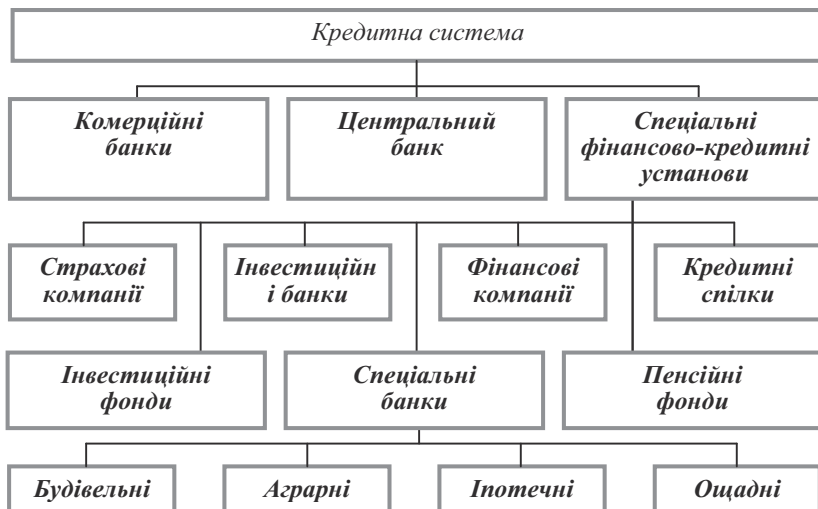 Кредитна система
Комерційні
банки
Центральний
банк
Спеціальні
фінансово-кредитні
установи
Страхові
компанії
Інвестиційн
і банки
Фінансові
компанії
Кредитні
спілки
Інвестиційні
фонди
Спеціальні
банки
Пенсійні
фонди
Будівельні
Аграрні
Іпотечні
Ощадні